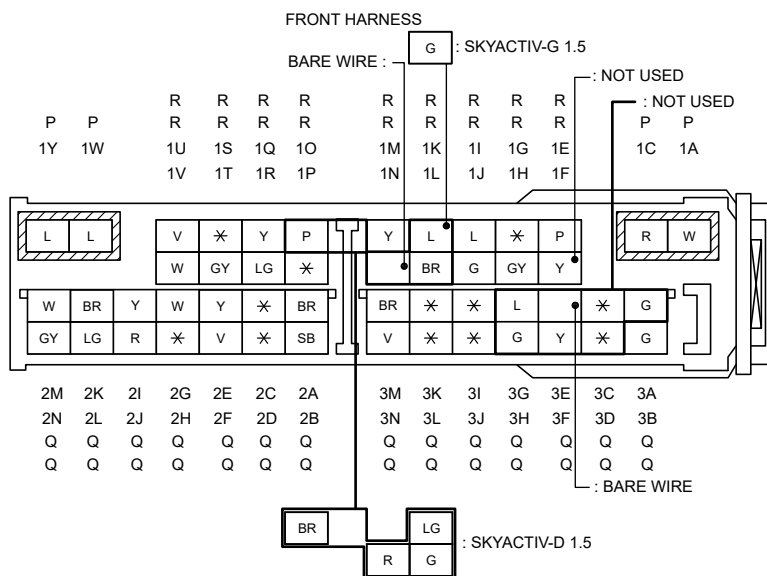 FRONT HARNESS
G : SKYACTIV-G 1.5
BARE WIRE :
: NOT USED
: NOT USED
R R R R R R R R R
P P R R R R R R R R R P P
1Y 1W 1U 1S 1Q 1O 1M 1K 1I 1G 1E 1C 1A
1V 1T 1R 1P 1N 1L 1J 1H 1F
L L V * Y P Y L L * P R W
W GY LG * BR G GY Y
W BR Y W Y * BR BR * * L * G
GY LG R * V * SB V * * G Y * G
2M 2K 2I 2G 2E 2C 2A 3M 3K 3I 3G 3E 3C 3A
2N 2L 2J 2H 2F 2D 2B 3N 3L 3J 3H 3F 3D 3B
Q Q Q Q Q Q Q Q Q Q Q Q Q Q
Q Q Q Q Q Q Q Q Q Q Q Q Q Q
: BARE WIRE
BR LG
: SKYACTIV-D 1.5
R G